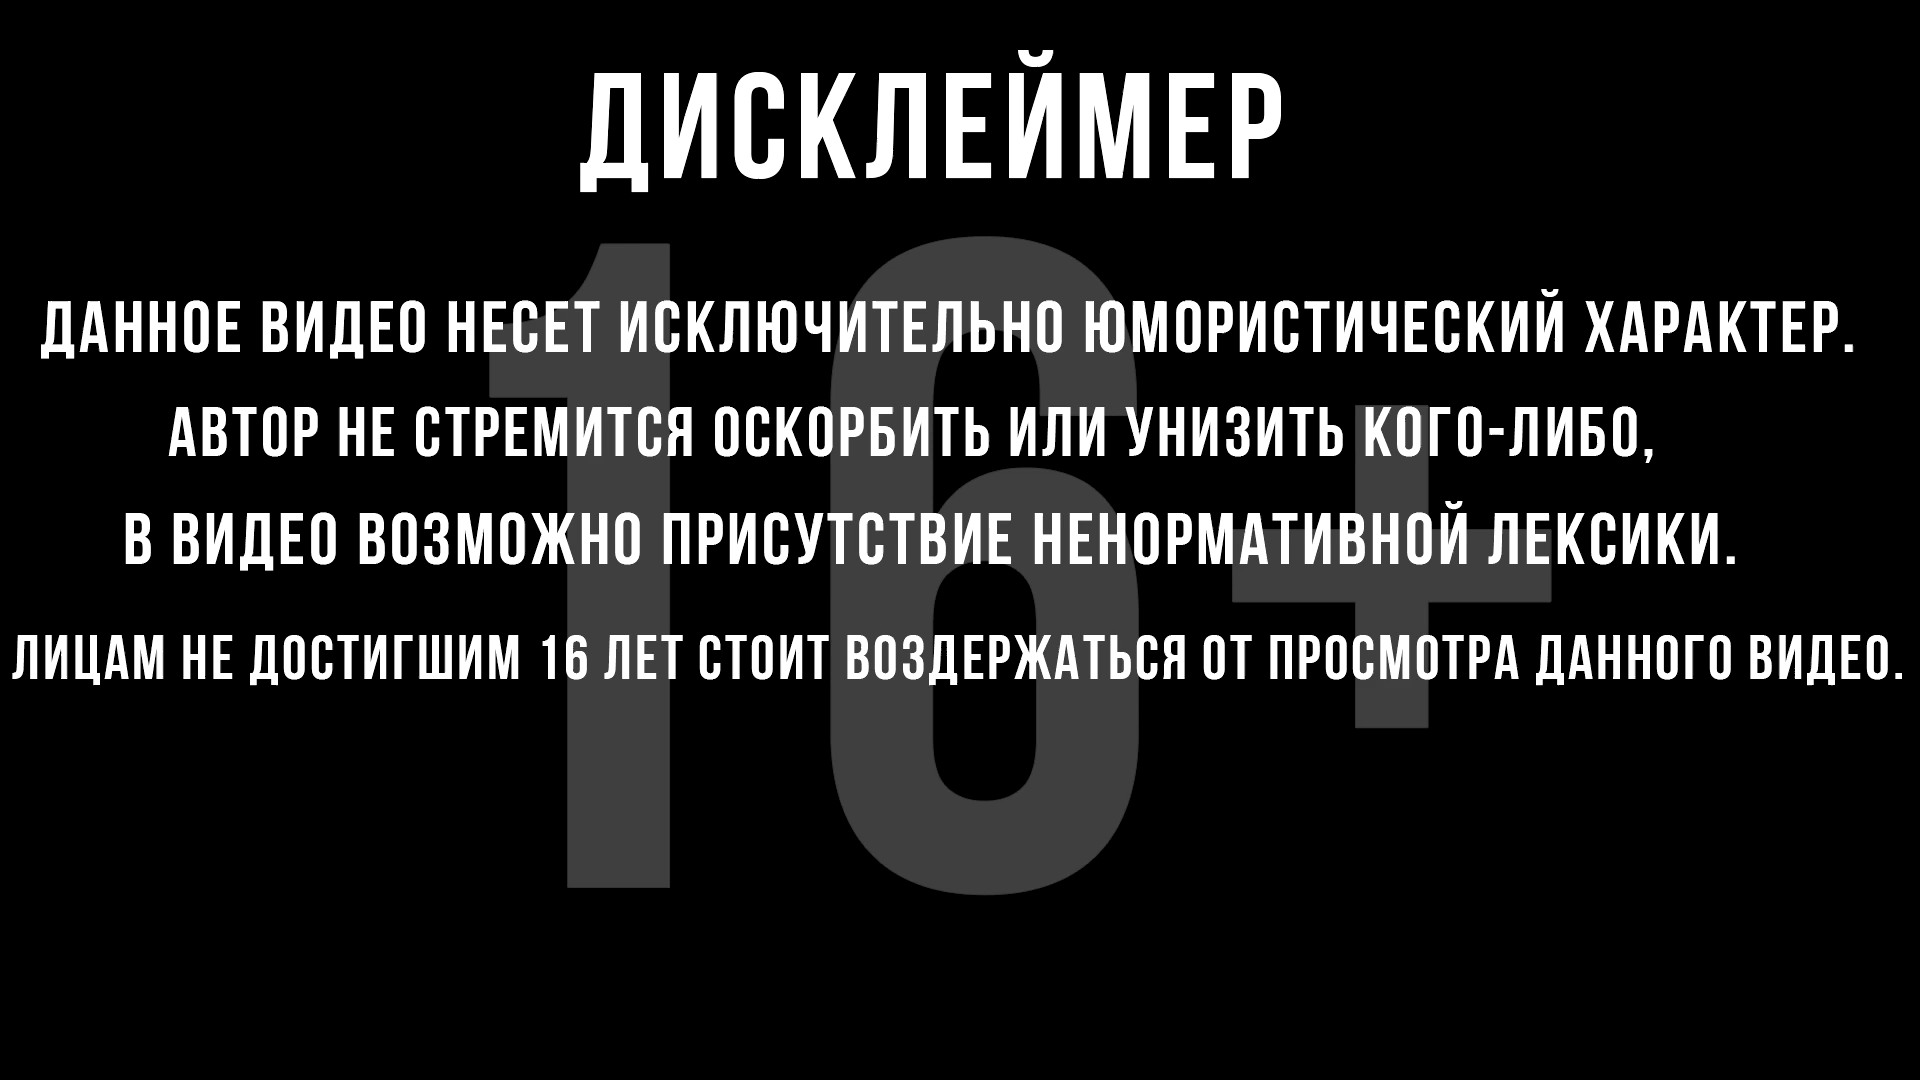 ДИСКЛЕЙМЕР
ДАННОЕ ВИДЕО НЕСЕТ ИСКЛЮЧИТЕЛЬНО ЮМОРИСТИЧЕСКИЙ ХАРАКТЕР.
АВТОР НЕ СТРЕМИТСЯ ОСКОРБИТЬ ИЛИ УНИЗИТЬ КОГО-ЛИБО,
В ВИДЕО ВОЗМОЖНО ПРИСУТСТВИЕ НЕНОРМАТИВНОЙ ЛЕКСИКИ.
ЛИЦАМ НЕ ДОСТИГШИМ 16 ЛЕТ СТОИТ ВОЗДЕРЖАТЬСЯ ОТ ПРОСМОТРА ДАННОГО ВИДЕО.
16+